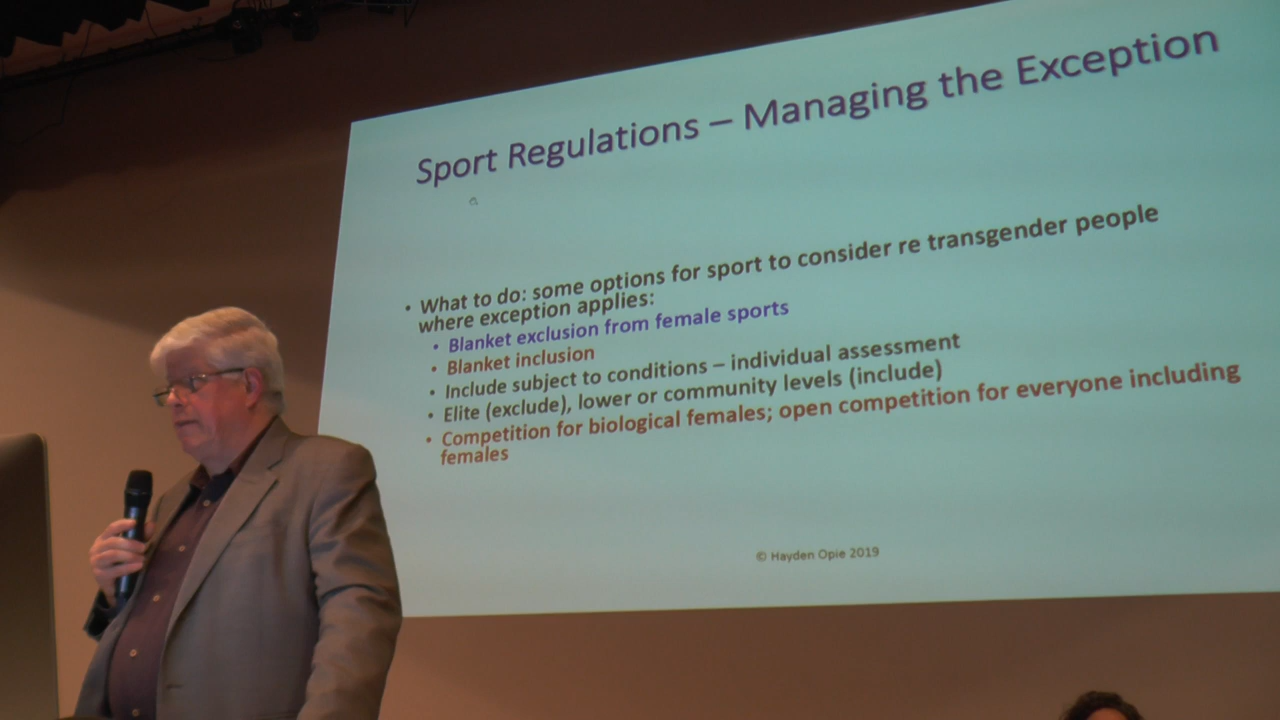 Sport Regulations – Managing the Exception
• What to do: some options for sport to consider re transgender people
where exception applies:
• Blanket exclusion from female sports
• Blanket inclusion
• Include subject to conditions – individual assessment
• Elite (exclude), lower or community levels (include)
• Competition for biological females; open competition for everyone including
females
© Hayden Opie 2019